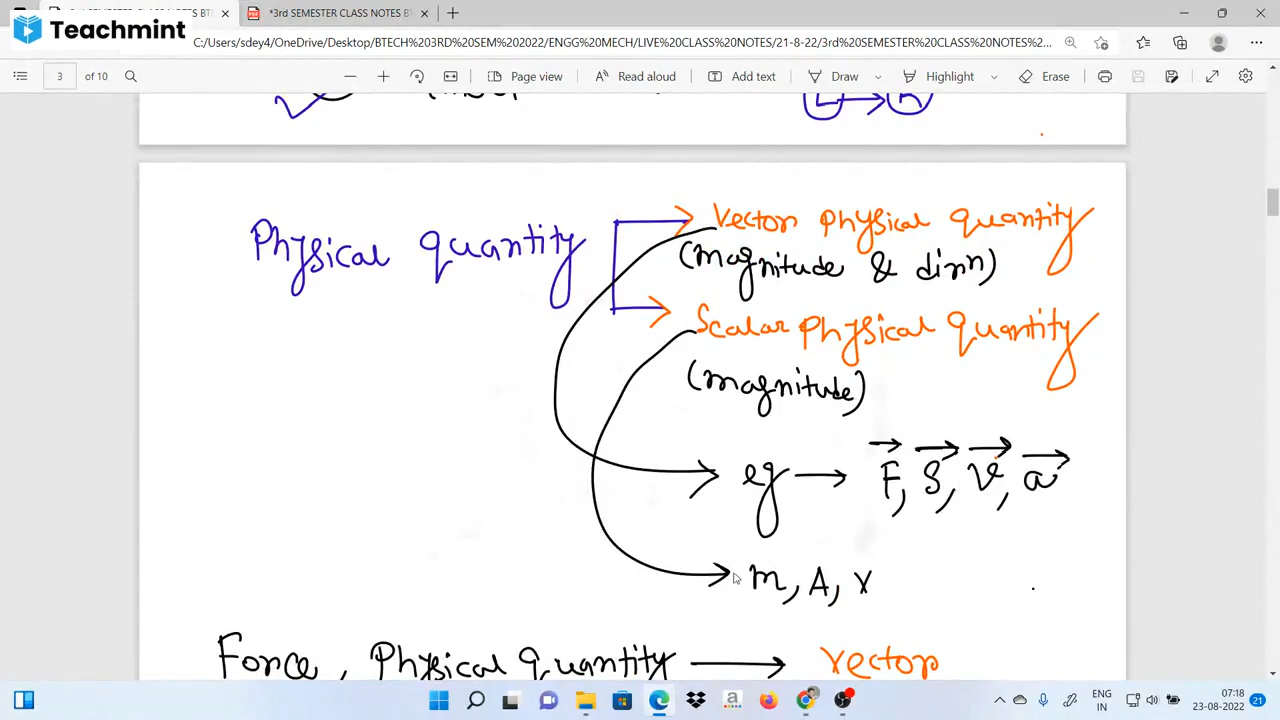 *3rd SEMESTER CLASS NOTES BT
Teachmint
C:/Users/sdey4/OneDrive/Desktop/BTECH%203RD%20SEM%202022/ENGG%20MECH/LIVE%20CLASS%20NOTES/21-8-22/3rd%20SEMESTER%20CLASS%20NOTES%...
3 of 10
Page view
Read aloud
Add text
Draw
Highlight
Erase
Physical quantity
Vector physical quantity
(magnitude & dirn)
Scalar physical quantity
(magnitude)
eg → F, S, v, a
m, A, V
Force, Physical quantity → vector
ENG
IN
07:18
23-08-2022
21